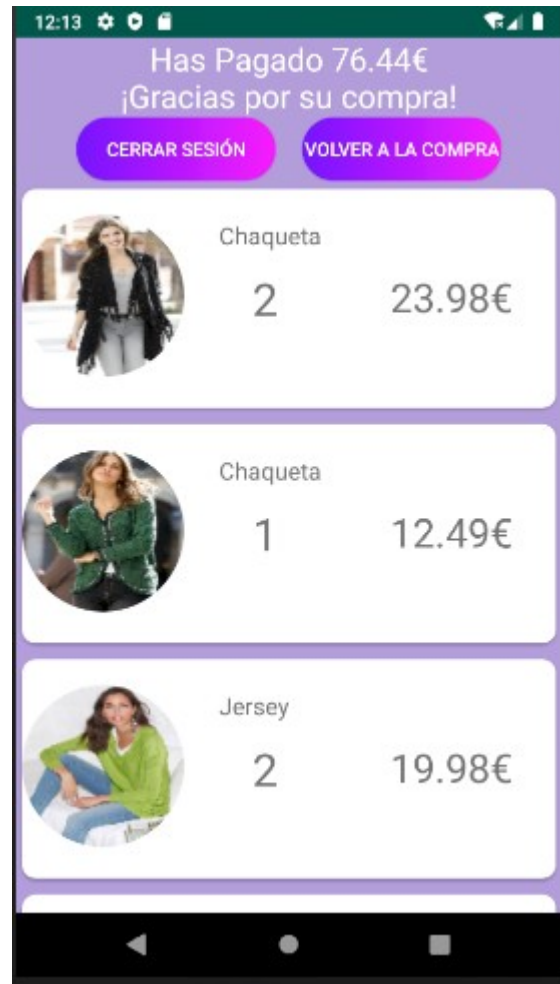 12:13
Has Pagado 76.44€
¡Gracias por su compra!
CERRAR SESIÓN
VOLVER A LA COMPRA
Chaqueta
2
23.98€
Chaqueta
1
12.49€
Jersey
2
19.98€